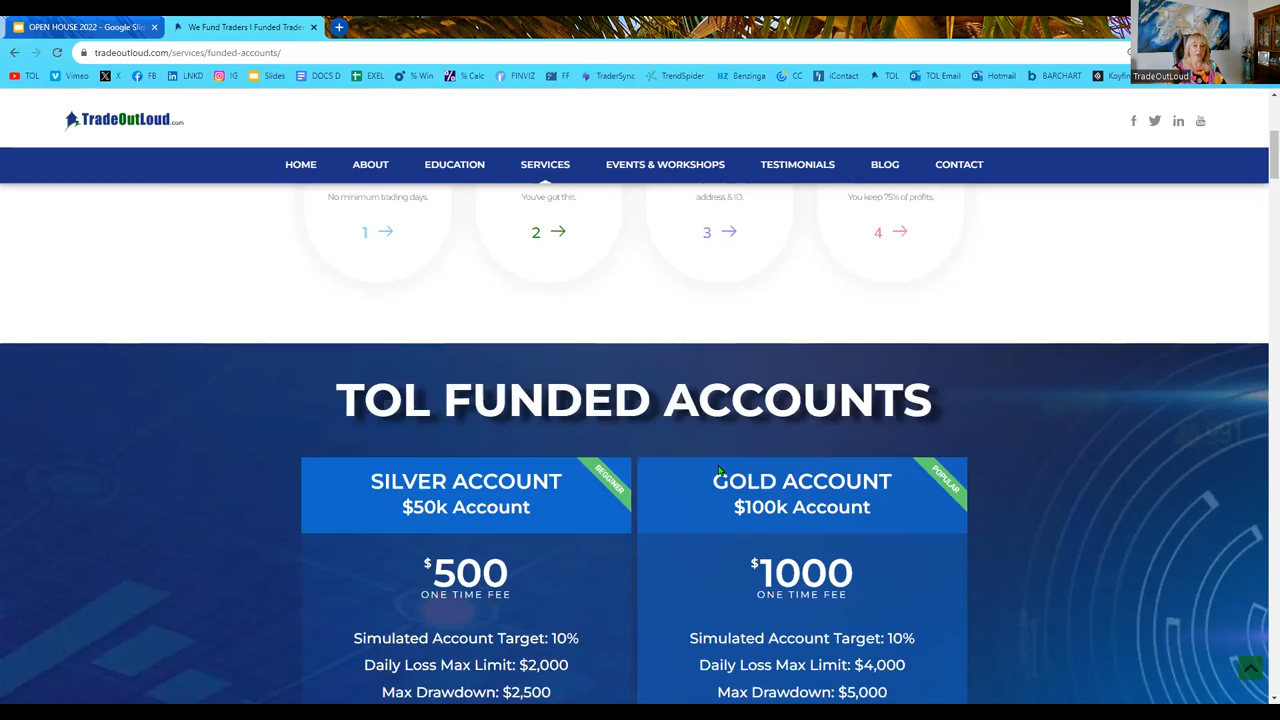 OPEN HOUSE 2022 - Google Slid
We Fund Traders | Funded Trade
tradeoutloud.com/services/funded-accounts/
TOL
Vimeo
X
FB
LNKD
IG
Slides
DOCS D
EXEL
% Win
% Calc
FINVIZ
FF
TraderSync
TrendSpider
Benzinga
CC
iContact
TOL
TOL Email
Hotmail
BARCHART
Koyfin
TradeOutLoud
TradeOutLoud.com
HOME
ABOUT
EDUCATION
SERVICES
EVENTS & WORKSHOPS
TESTIMONIALS
BLOG
CONTACT
No minimum trading days.
You've got this.
address & ID.
You keep 75% of profits.
1
2
3
4
TOL FUNDED ACCOUNTS
SILVER ACCOUNT
$50k Account
BEGGINER
$500
ONE TIME FEE
Simulated Account Target: 10%
Daily Loss Max Limit: $2,000
Max Drawdown: $2,500
GOLD ACCOUNT
$100k Account
POPULAR
$1000
ONE TIME FEE
Simulated Account Target: 10%
Daily Loss Max Limit: $4,000
Max Drawdown: $5,000